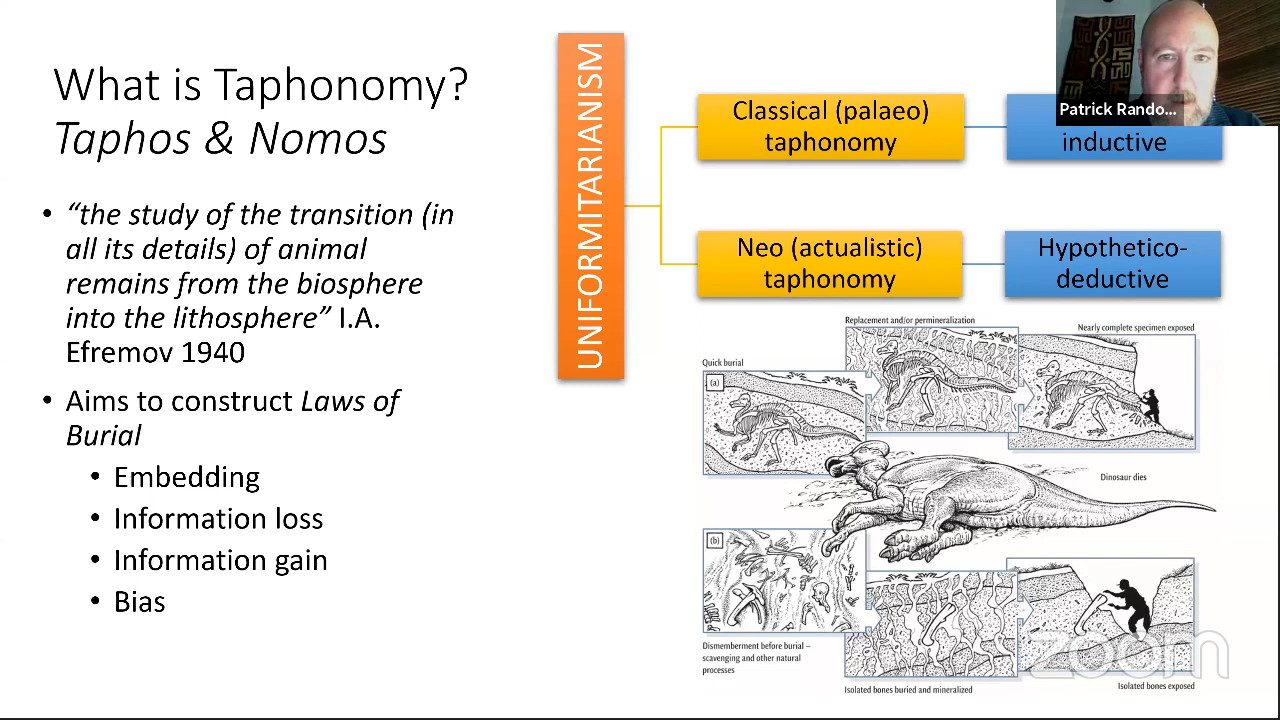 What is Taphonomy?
Taphos & Nomos
• “the study of the transition (in
all its details) of animal
remains from the biosphere
into the lithosphere” I.A.
Efremov 1940
• Aims to construct Laws of
Burial
• Embedding
• Information loss
• Information gain
• Bias
UNIFORMITARIANISM
Classical (palaeo)
taphonomy
inductive
Neo (actualistic)
taphonomy
Hypothetico-
deductive
Patrick Rando...
Replacement and/or permineralization
Nearly complete specimen exposed
Quick burial
(a)
Dinosaur dies
(b)
Dismemberment before burial –
scavenging and other natural
processes
Isolated bones buried and mineralized
Isolated bones exposed
zoom